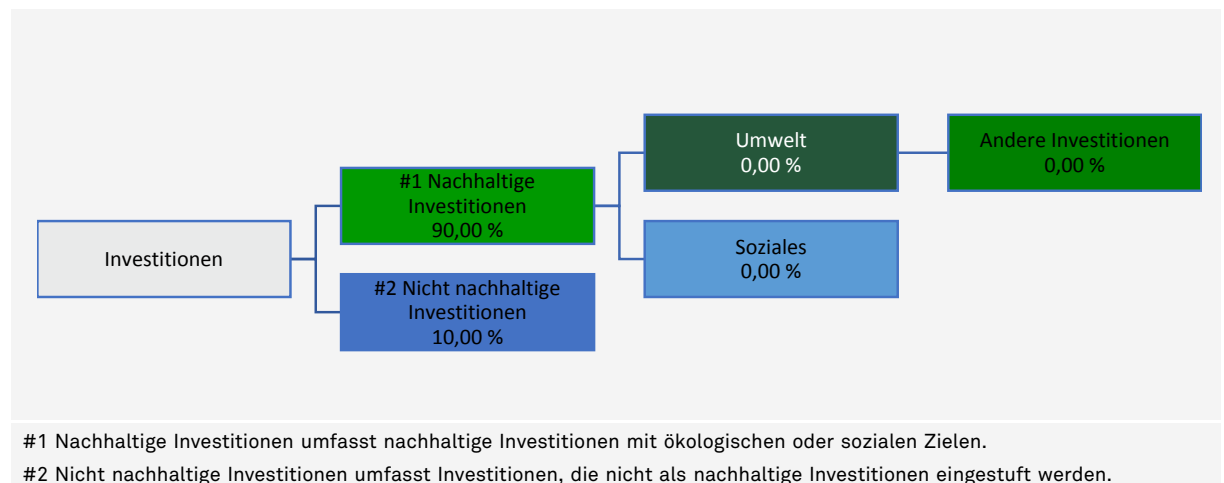 Investitionen
#1 Nachhaltige
Investitionen
90,00 %
#2 Nicht nachhaltige
Investitionen
10,00 %
Umwelt
0,00 %
Soziales
0,00 %
Andere Investitionen
0,00 %
#1 Nachhaltige Investitionen umfasst nachhaltige Investitionen mit ökologischen oder sozialen Zielen.
#2 Nicht nachhaltige Investitionen umfasst Investitionen, die nicht als nachhaltige Investitionen eingestuft werden.